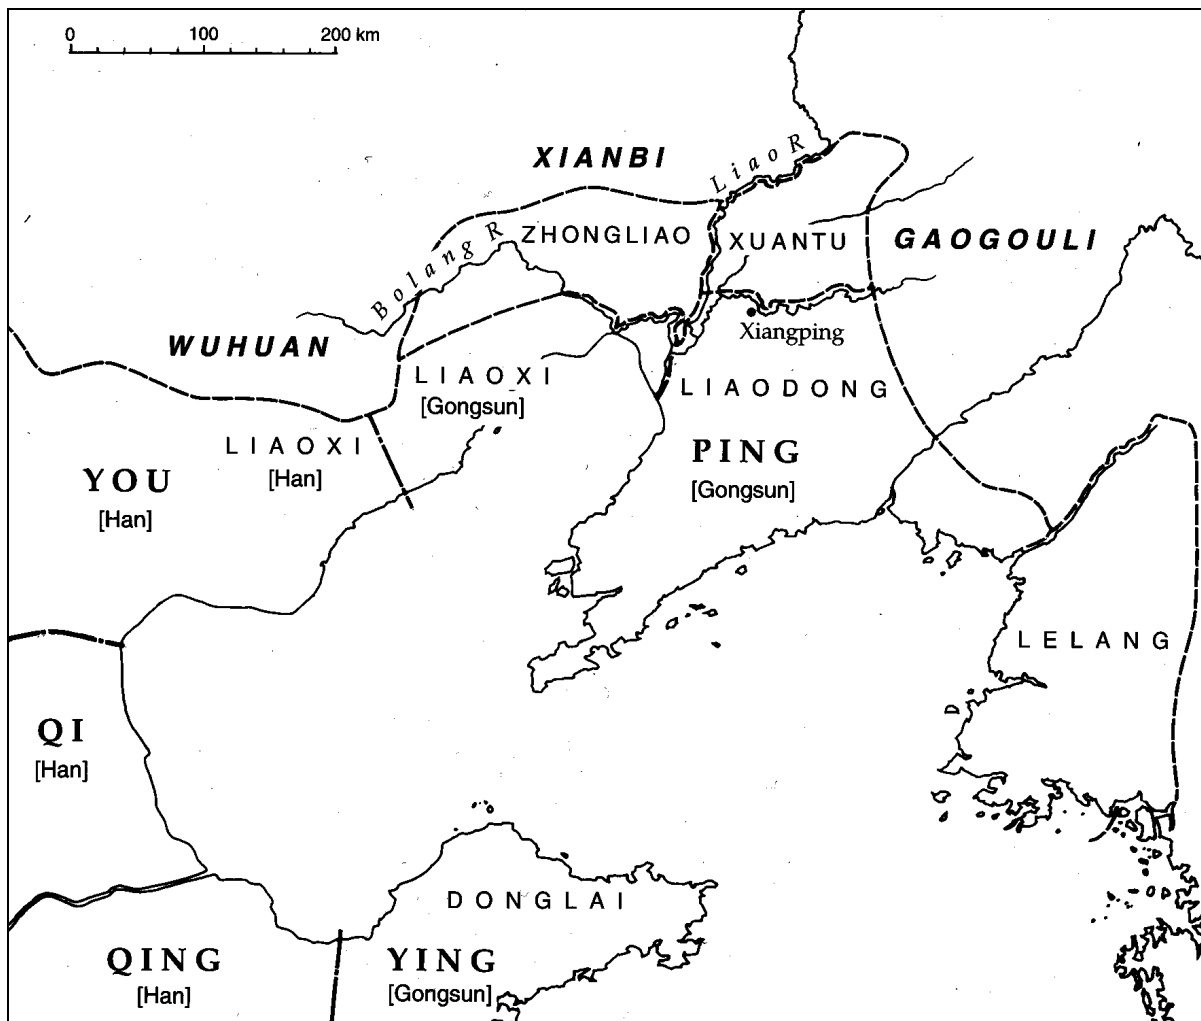 0 100 200 km
XIANBI
Liao R
ZHONGLIAO
XUANTU
GAOGOULI
Bolang R
WUHUAN
Xiangping
LIAOXI
[Gongsun]
LIAODONG
LIAOXI
[Han]
PING
[Gongsun]
YOU
[Han]
LELANG
QI
[Han]
DONGLAI
QING
[Han]
YING
[Gongsun]